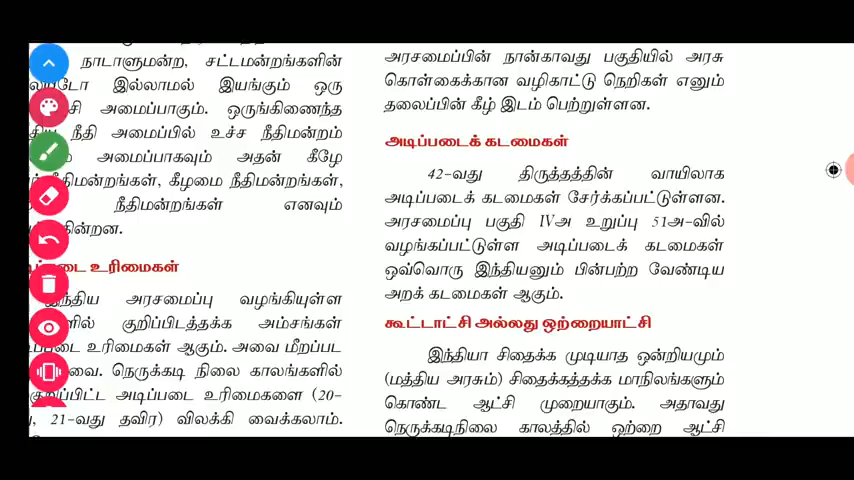 நாடாளுமன்ற, சட்டமன்றங்களின்
இல்லாமல் இயங்கும் ஒரு
அமைப்பாகும். ஒருங்கிணைந்த
நீதி அமைப்பில் உச்ச நீதிமன்றம்
அமைப்பாகவும் அதன் கீழே
நீதிமன்றங்கள், கீழமை நீதிமன்றங்கள்,
நீதிமன்றங்கள் எனவும்
உரிமைகள்
இந்திய அரசமைப்பு வழங்கியுள்ள
குறிப்பிடத்தக்க அம்சங்கள்
உரிமைகள் ஆகும். அவை மீறப்பட
நெருக்கடி நிலை காலங்களில்
குறிப்பிட்ட அடிப்படை உரிமைகளை (20-
21-வது தவிர) விலக்கி வைக்கலாம்.
அரசமைப்பின் நான்காவது பகுதியில் அரசு
கொள்கைக்கான வழிகாட்டு நெறிகள் எனும்
தலைப்பின் கீழ் இடம் பெற்றுள்ளன.
அடிப்படைக் கடமைகள்
42-வது திருத்தத்தின் வாயிலாக
அடிப்படைக் கடமைகள் சேர்க்கப்பட்டுள்ளன.
அரசமைப்பு பகுதி IVஅ உறுப்பு 51அ-வில்
வழங்கப்பட்டுள்ள அடிப்படைக் கடமைகள்
ஒவ்வொரு இந்தியனும் பின்பற்ற வேண்டிய
அறக் கடமைகள் ஆகும்.
கூட்டாட்சி அல்லது ஒற்றையாட்சி
இந்தியா சிதைக்க முடியாத ஒன்றியமும்
(மத்திய அரசும்) சிதைக்கத்தக்க மாநிலங்களும்
கொண்ட ஆட்சி முறையாகும். அதாவது
நெருக்கடிநிலை காலத்தில் ஒற்றை ஆட்சி